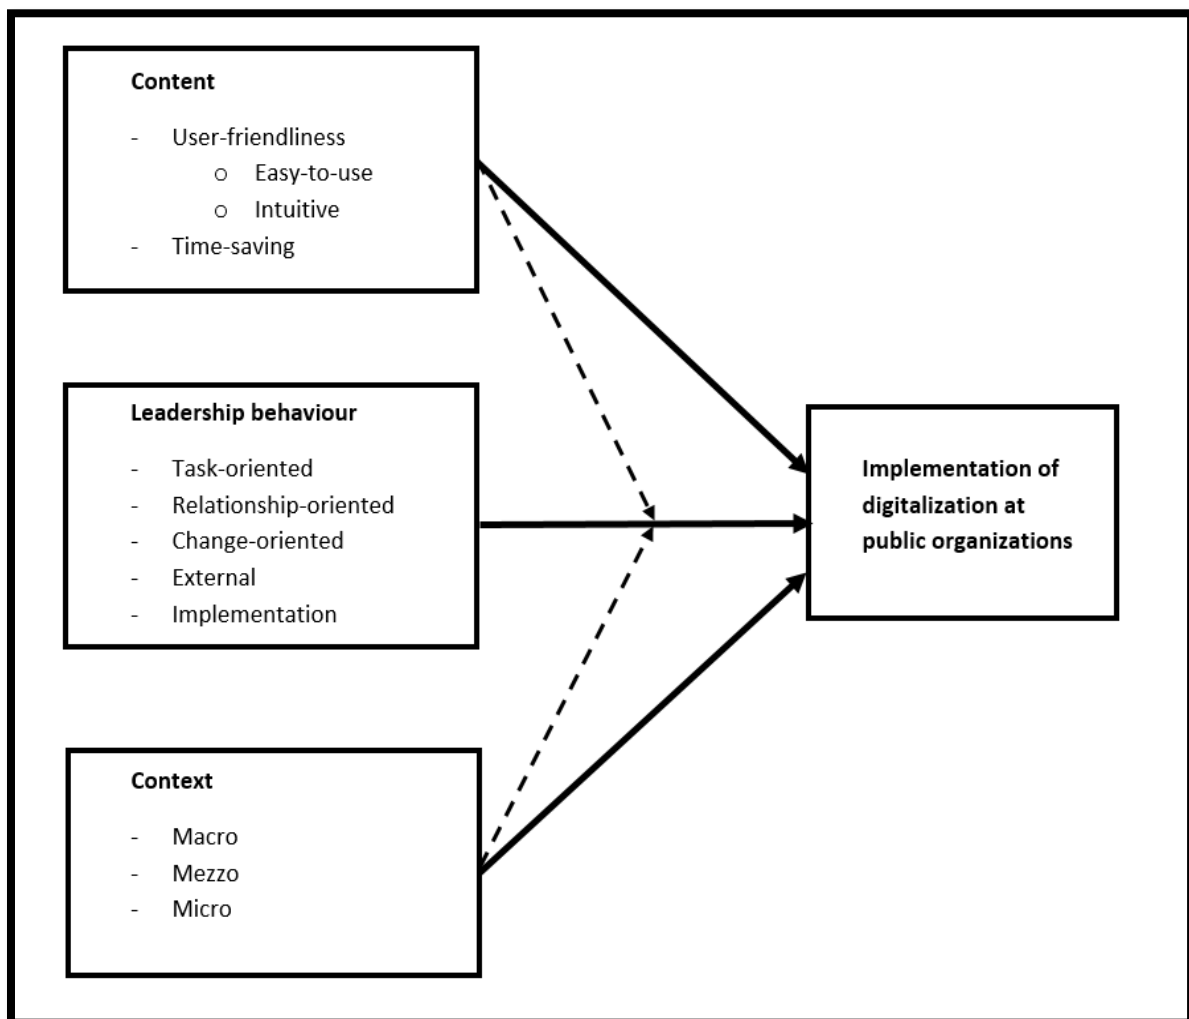 Content
- User-friendliness
o Easy-to-use
o Intuitive
- Time-saving
Leadership behaviour
- Task-oriented
- Relationship-oriented
- Change-oriented
- External
- Implementation
Context
- Macro
- Mezzo
- Micro
Implementation of
digitalization at
public organizations